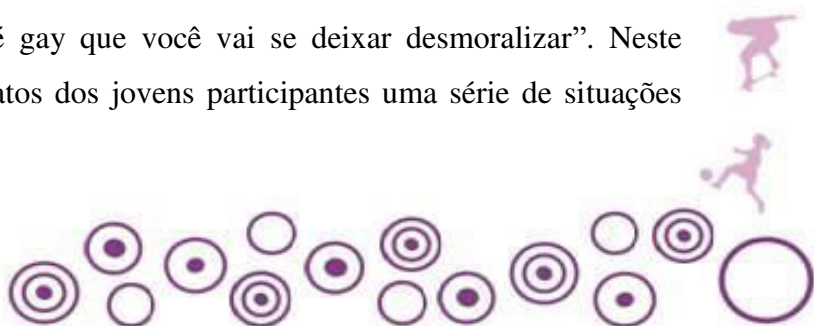 é gay que você vai se deixar desmoralizar”. Neste
atos dos jovens participantes uma série de situações